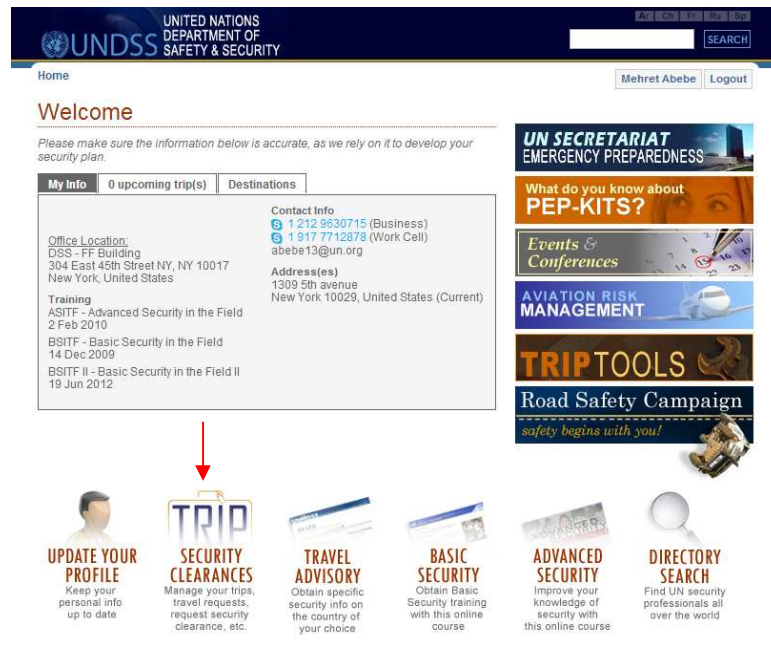 UNDSS
UNITED NATIONS
DEPARTMENT OF
SAFETY & SECURITY
Ar Ch Fr Ru Sp
SEARCH
Home
Mehret Abebe Logout
Welcome
Please make sure the information below is accurate, as we rely on it to develop your
security plan.
My Info 0 upcoming trip(s) Destinations
Office Location:
DSS - FF Building
304 East 45th Street NY, NY 10017
New York, United States
Training
ASITF - Advanced Security in the Field
2 Feb 2010
BSITF - Basic Security in the Field
14 Dec 2009
BSITF II - Basic Security in the Field II
19 Jun 2012
Contact Info
1 212 9630715 (Business)
1 917 7712878 (Work Cell)
abebe13@un.org
Address(es)
1309 5th avenue
New York 10029, United States (Current)
UN SECRETARIAT
EMERGENCY PREPAREDNESS
What do you know about
PEP-KITS?
Events &
Conferences
AVIATION RISK
MANAGEMENT
TRIPTOOLS
Road Safety Campaign
safety begins with you!
TRIP
UPDATE YOUR
PROFILE
Keep your
personal info
up to date
SECURITY
CLEARANCES
Manage your trips,
travel requests,
request security
clearance, etc.
TRAVEL
ADVISORY
Obtain specific
security info on
the country of
your choice
BASIC
SECURITY
Obtain Basic
Security training
with this online
course
ADVANCED
SECURITY
Improve your
knowledge of
security with
this online course
DIRECTORY
SEARCH
Find UN security
professionals all
over the world